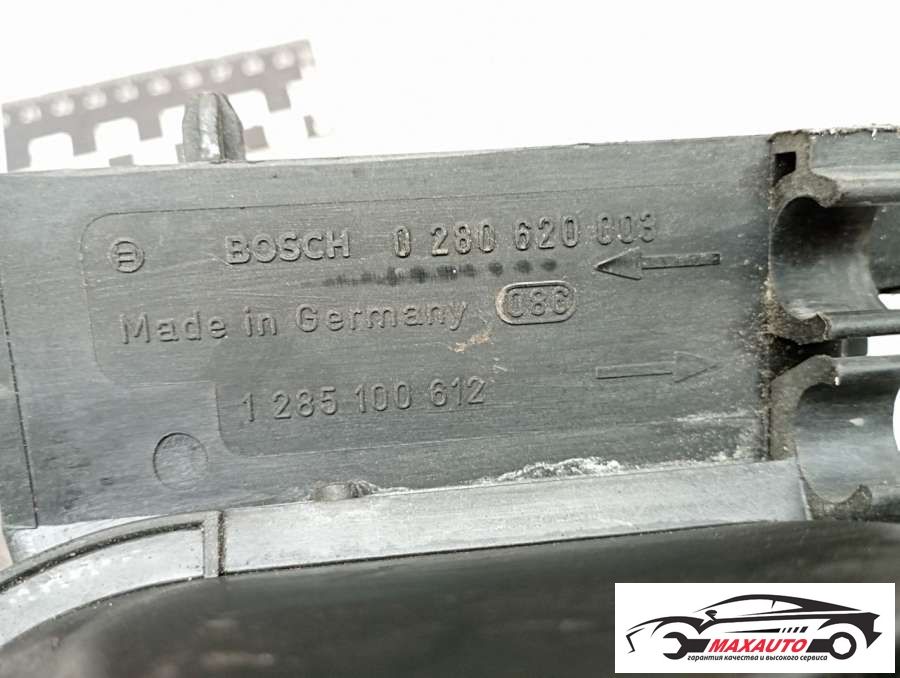 BOSCH 0 280 620 003
Made in Germany 086
1 285 100 612
MAXAUTO
гарантия качества и высокого сервиса